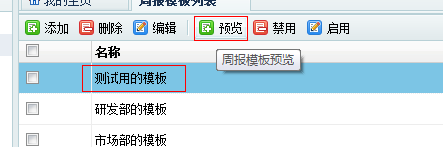 我的主页 周报模板列表
添加 删除 编辑 预览 禁用 启用
名称
周报模板预览
测试用的模板
研发部的模板
市场部的模板